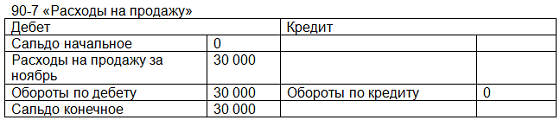 90-7 «Расходы на продажу»
Дебет Кредит
Сальдо начальное 0
Расходы на продажу за 30 000
ноябрь
Обороты по дебету 30 000 Обороты по кредиту 0
Сальдо конечное 30 000